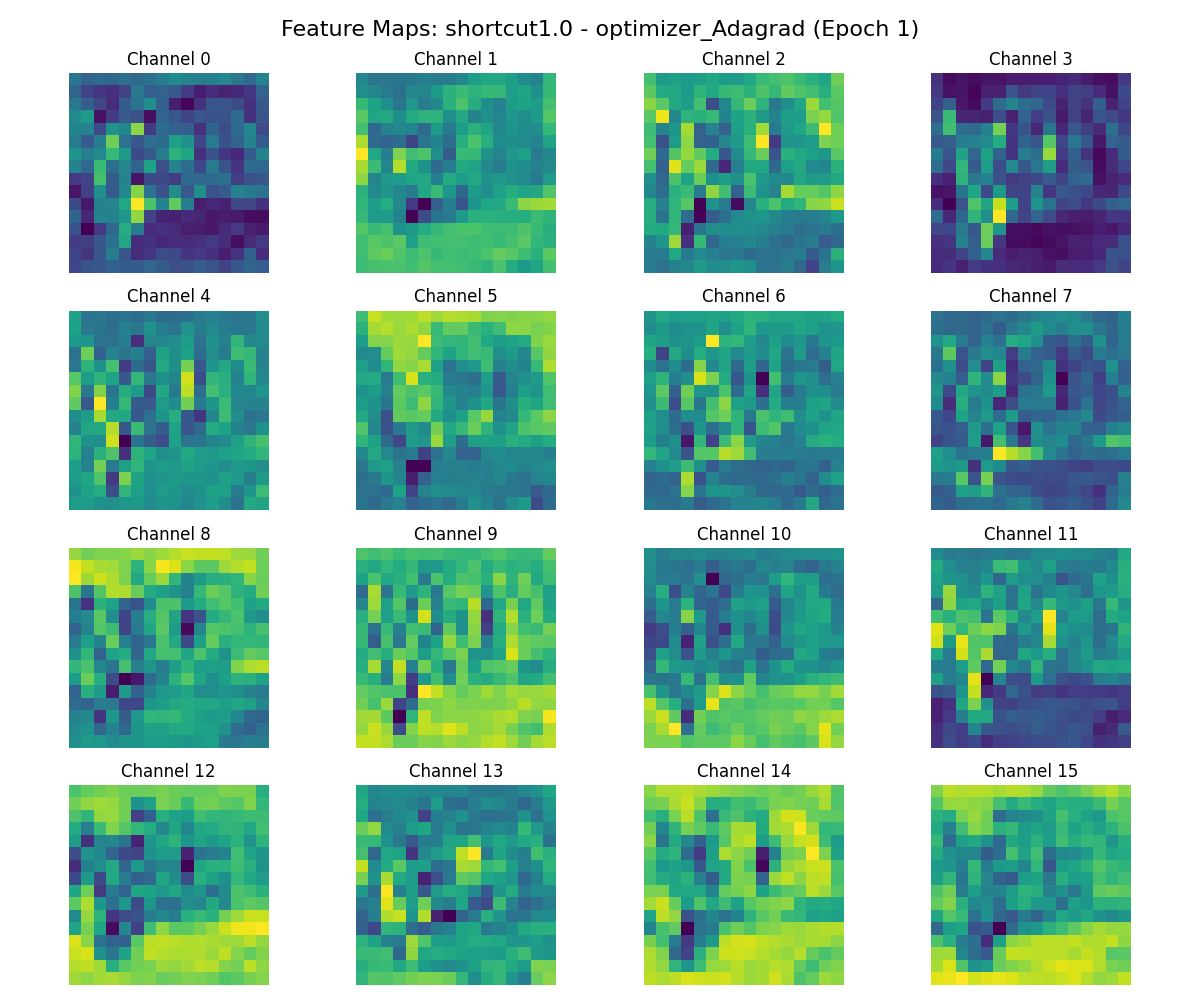 Feature Maps: shortcut1.0 - optimizer_Adagrad (Epoch 1)
Channel 0
Channel 1
Channel 2
Channel 3
Channel 4
Channel 5
Channel 6
Channel 7
Channel 8
Channel 9
Channel 10
Channel 11
Channel 12
Channel 13
Channel 14
Channel 15